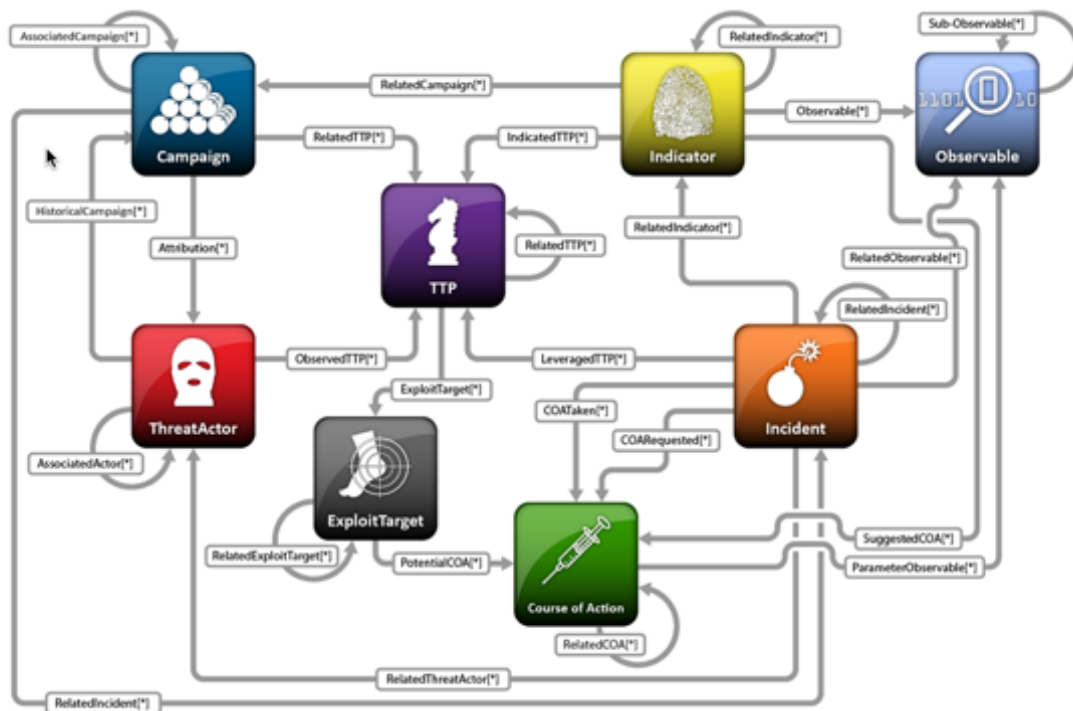 AssociatedCampaign[*]
RelatedIndicator[*]
Sub-Observable[*]
RelatedCampaign[*]
Observable[*]
1101 0 10
Campaign
RelatedTTP[*]
IndicatedTTP[*]
Indicator
Observable
HistoricalCampaign[*]
Attribution[*]
RelatedTTP[*]
RelatedIndicator[*]
RelatedObservable[*]
TTP
RelatedIncident[*]
ObservedTTP[*]
LeveragedTTP[*]
ExploitTarget[*]
COATaken[*]
ThreatActor
Incident
COARequested[*]
AssociatedActor[*]
ExploitTarget
SuggestedCOA[*]
RelatedExploitTarget[*]
PotentialCOA[*]
ParameterObservable[*]
Course of Action
RelatedCOA[*]
RelatedThreatActor[*]
RelatedIncident[*]